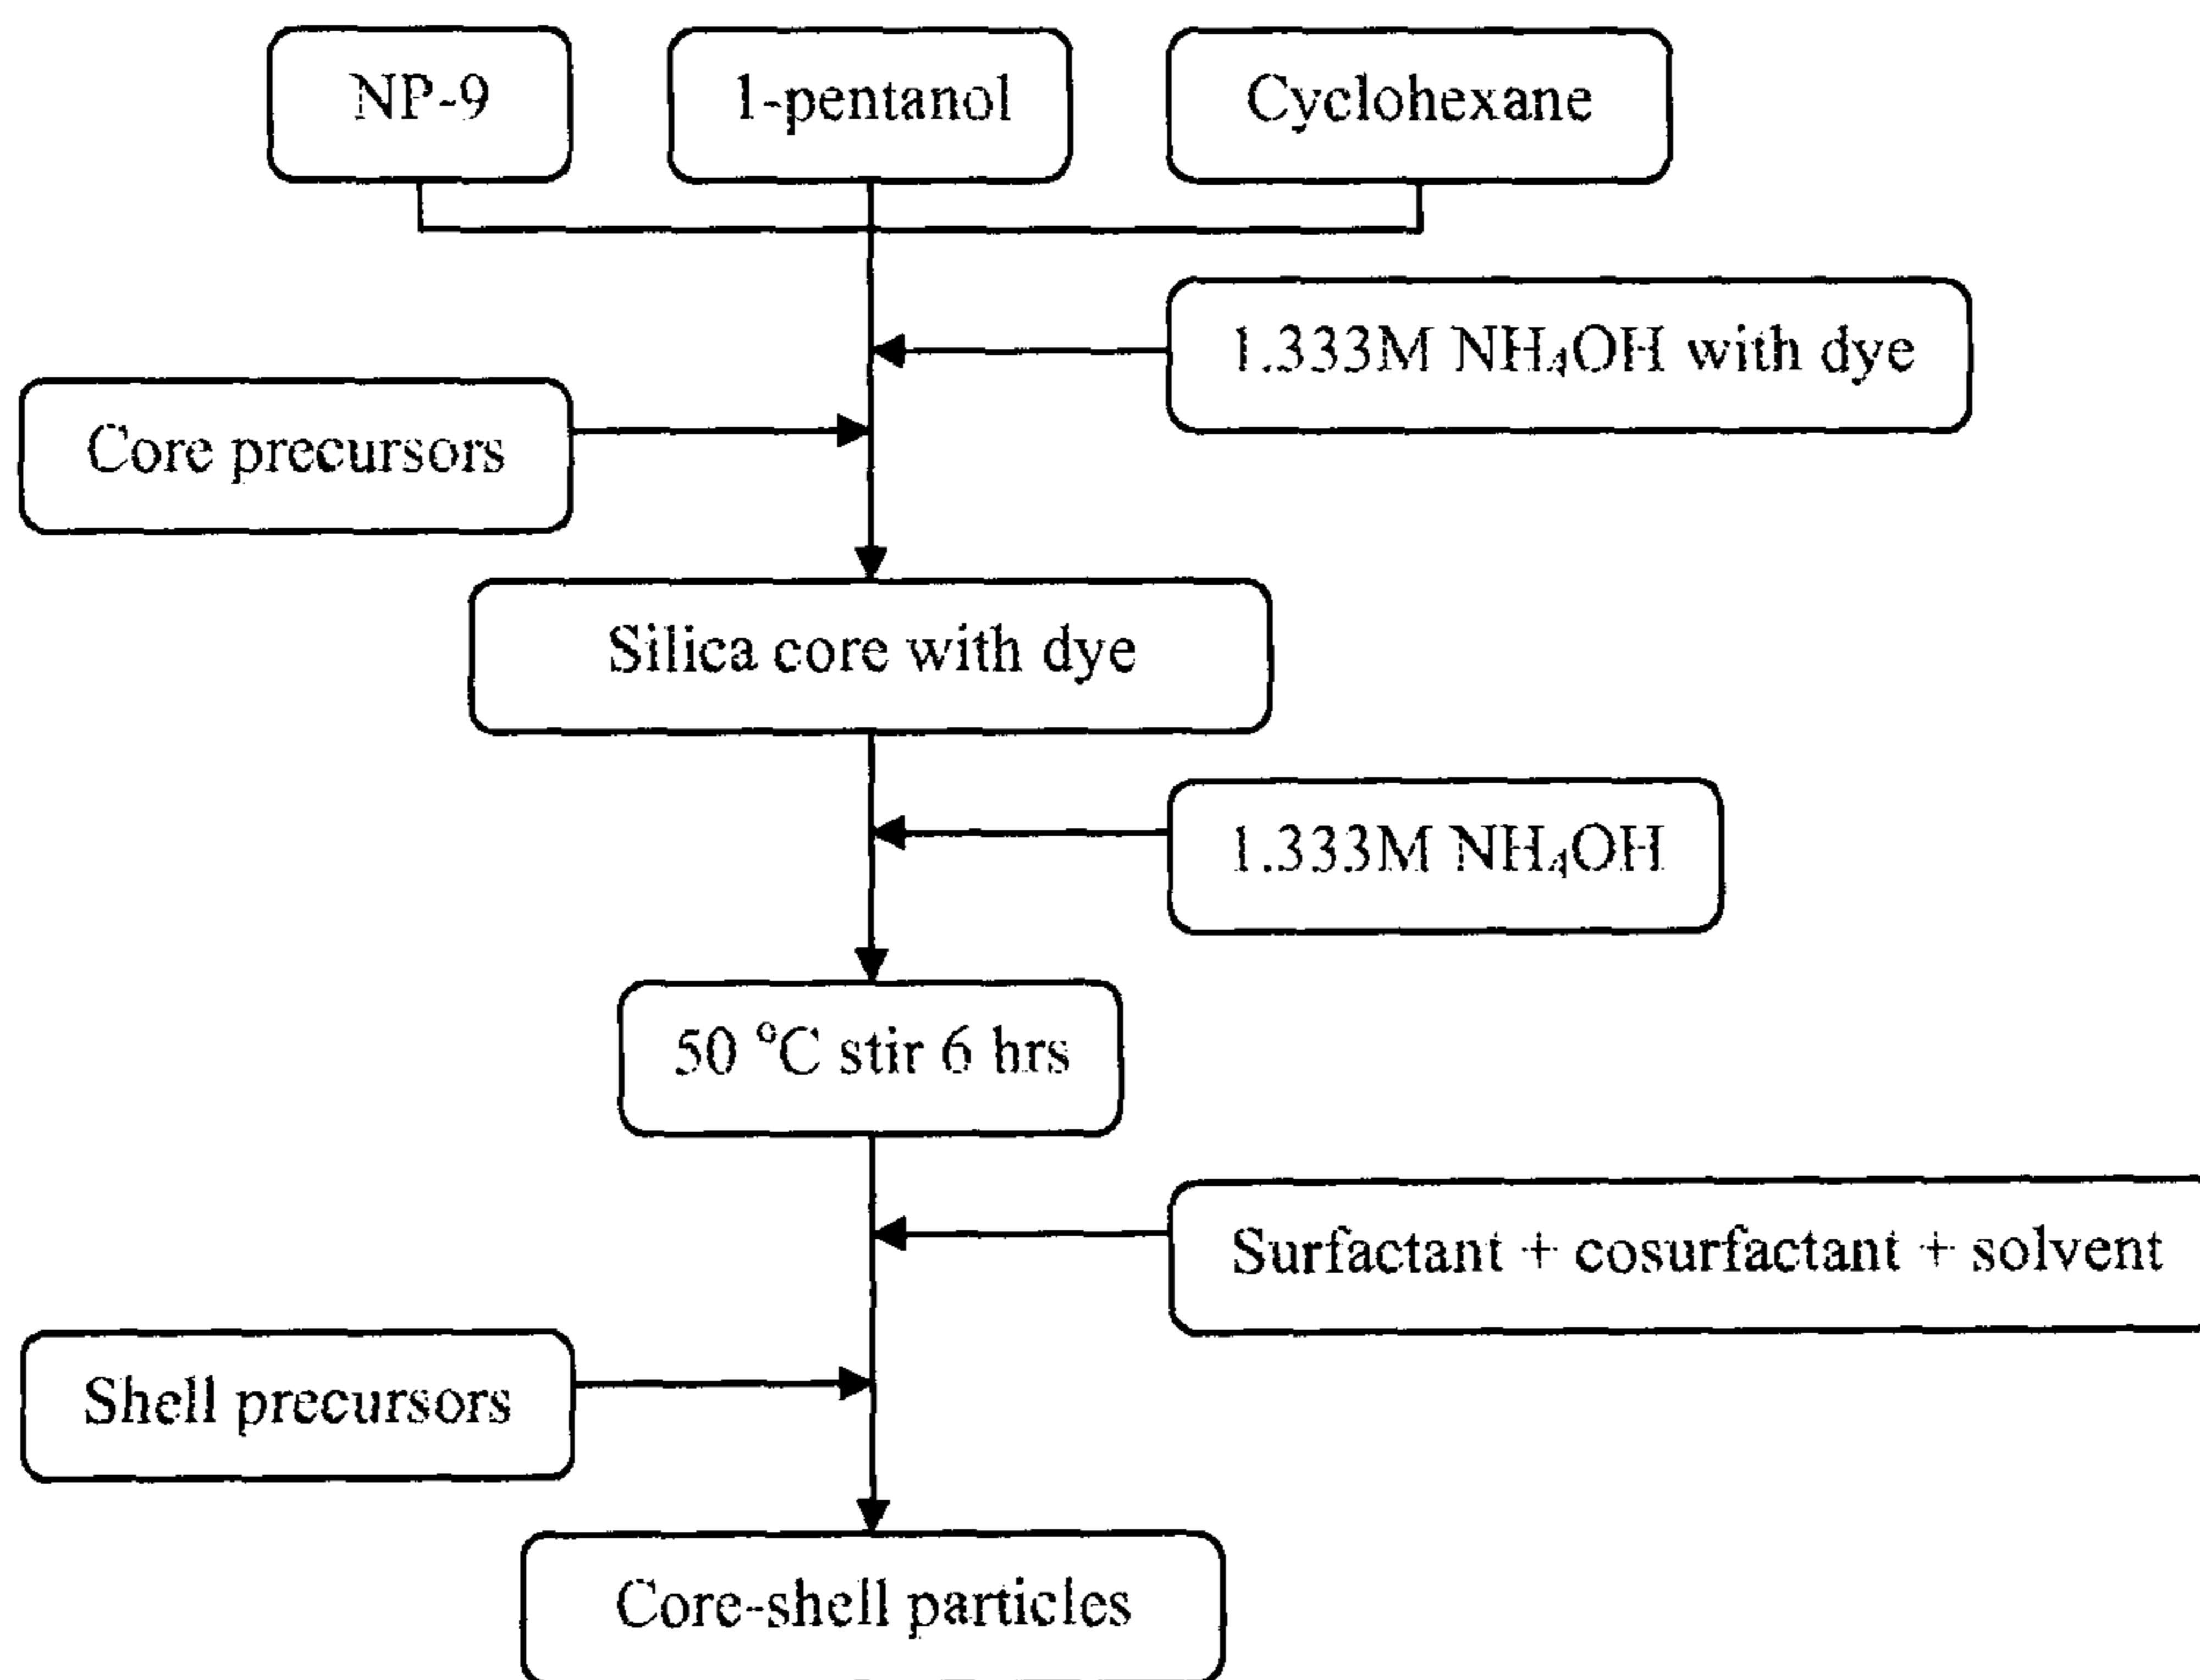 NP-9
1-pentanol
Cyclohexane
1.333M NH₄OH with dye
Core precursors
Silica core with dye
1.333M NH₄OH
50 °C stir 6 hrs
Surfactant + cosurfactant + solvent
Shell precursors
Core-shell particles